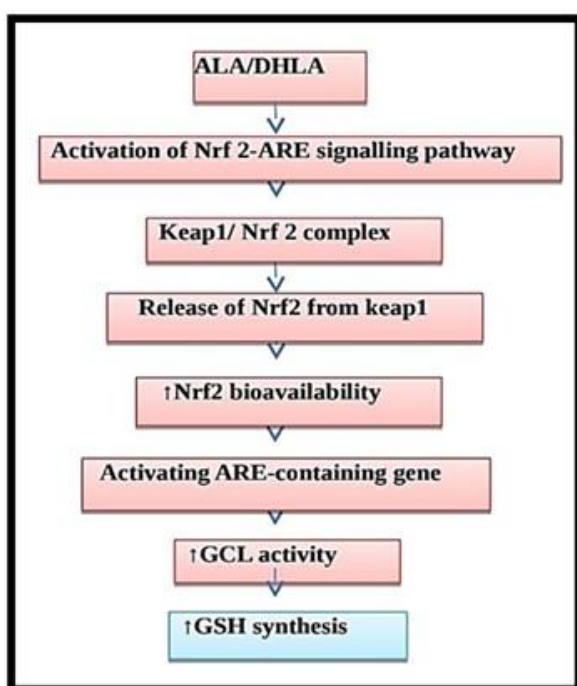 ALA/DHLA
Activation of Nrf 2-ARE signalling pathway
Keap1/ Nrf 2 complex
Release of Nrf2 from keap1
↑Nrf2 bioavailability
Activating ARE-containing gene
↑GCL activity
↑GSH synthesis